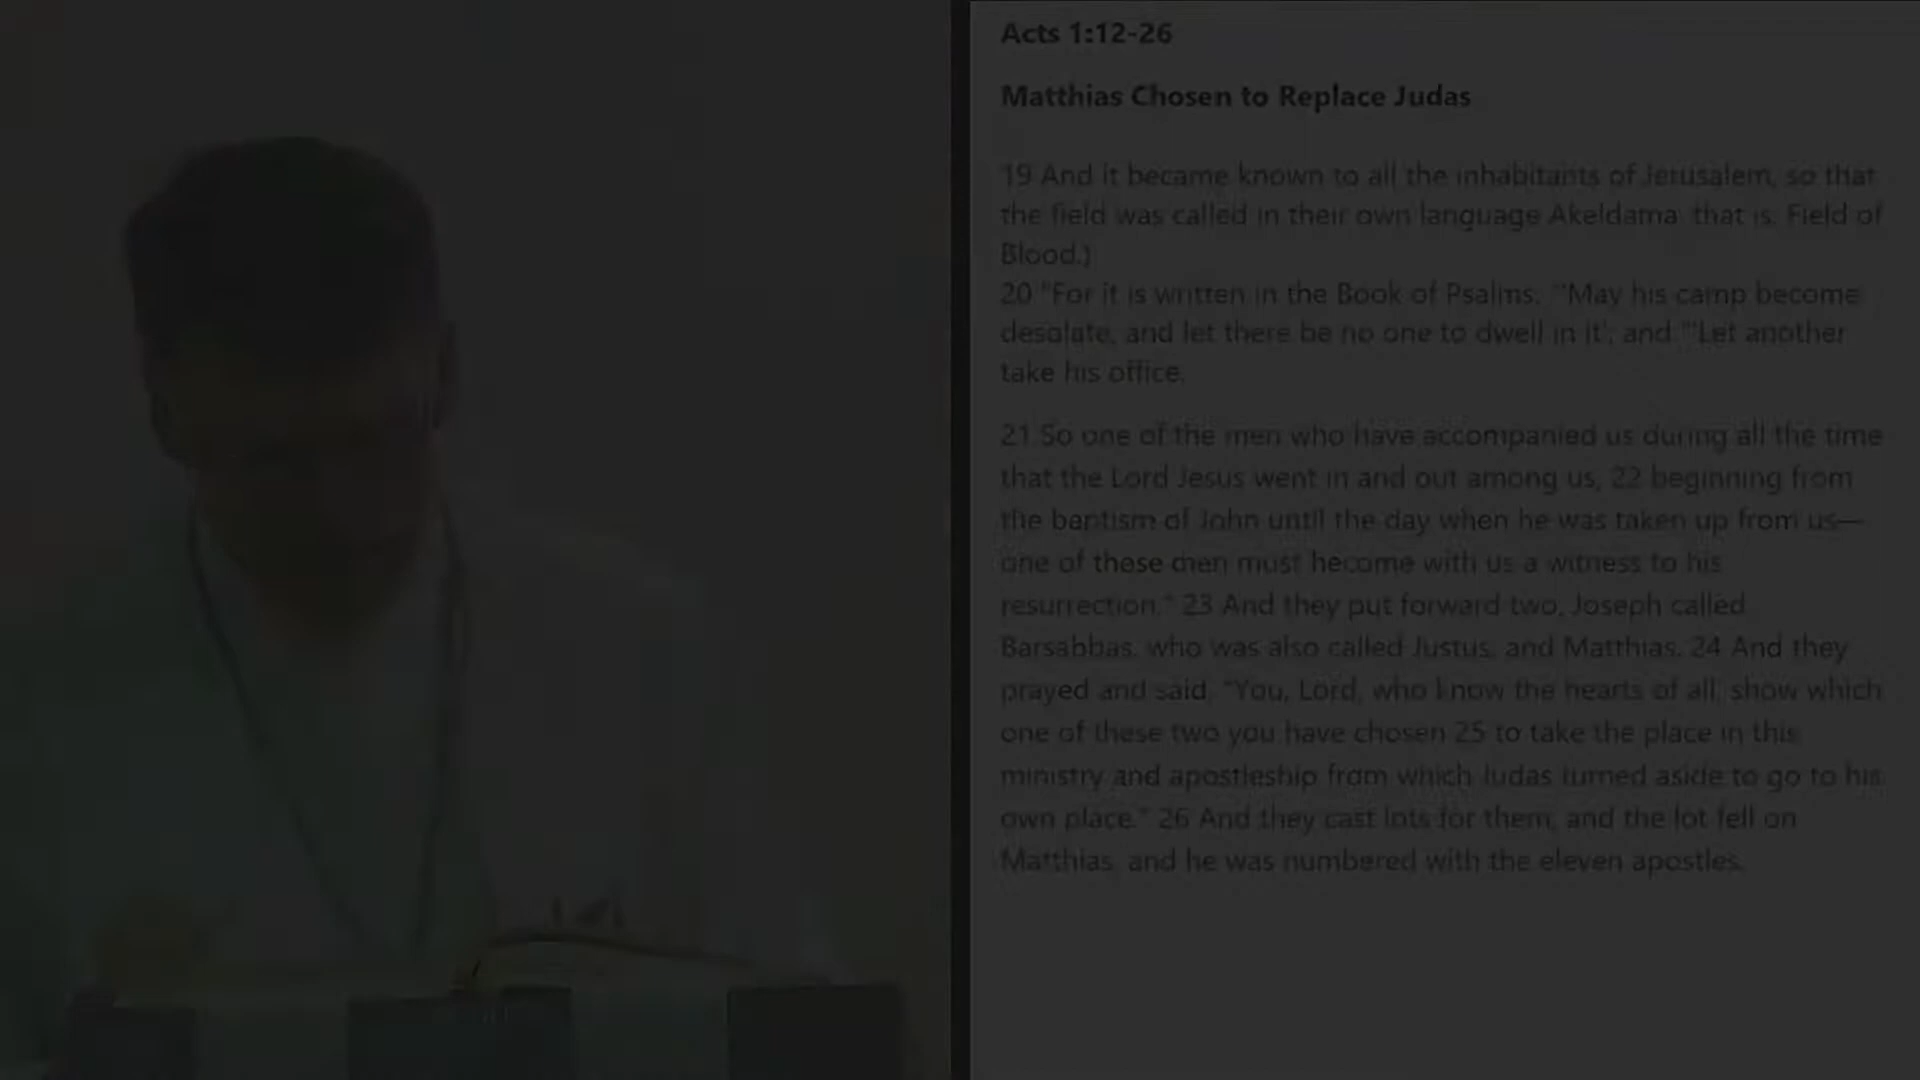 Acts 1:12-26
Matthias Chosen to Replace Judas
19 And it became known to all the inhabitants of Jerusalem, so that
the field was called in their own language Akeldama that is, Field of
Blood.)
20 "For it is written in the Book of Psalms, "'May his camp become
desolate, and let there be no one to dwell in it'; and "'Let another
take his office.
21 So one of the men who have accompanied us during all the time
that the Lord Jesus went in and out among us, 22 beginning from
the baptism of John until the day when he was taken up from us—
one of these men must become with us a witness to his
resurrection." 23 And they put forward two, Joseph called
Barsabbas, who was also called Justus, and Matthias. 24 And they
prayed and said, "You, Lord, who know the hearts of all, show which
one of these two you have chosen 25 to take the place in this
ministry and apostleship from which Judas turned aside to go to his
own place." 26 And they cast lots for them, and the lot fell on
Matthias, and he was numbered with the eleven apostles.